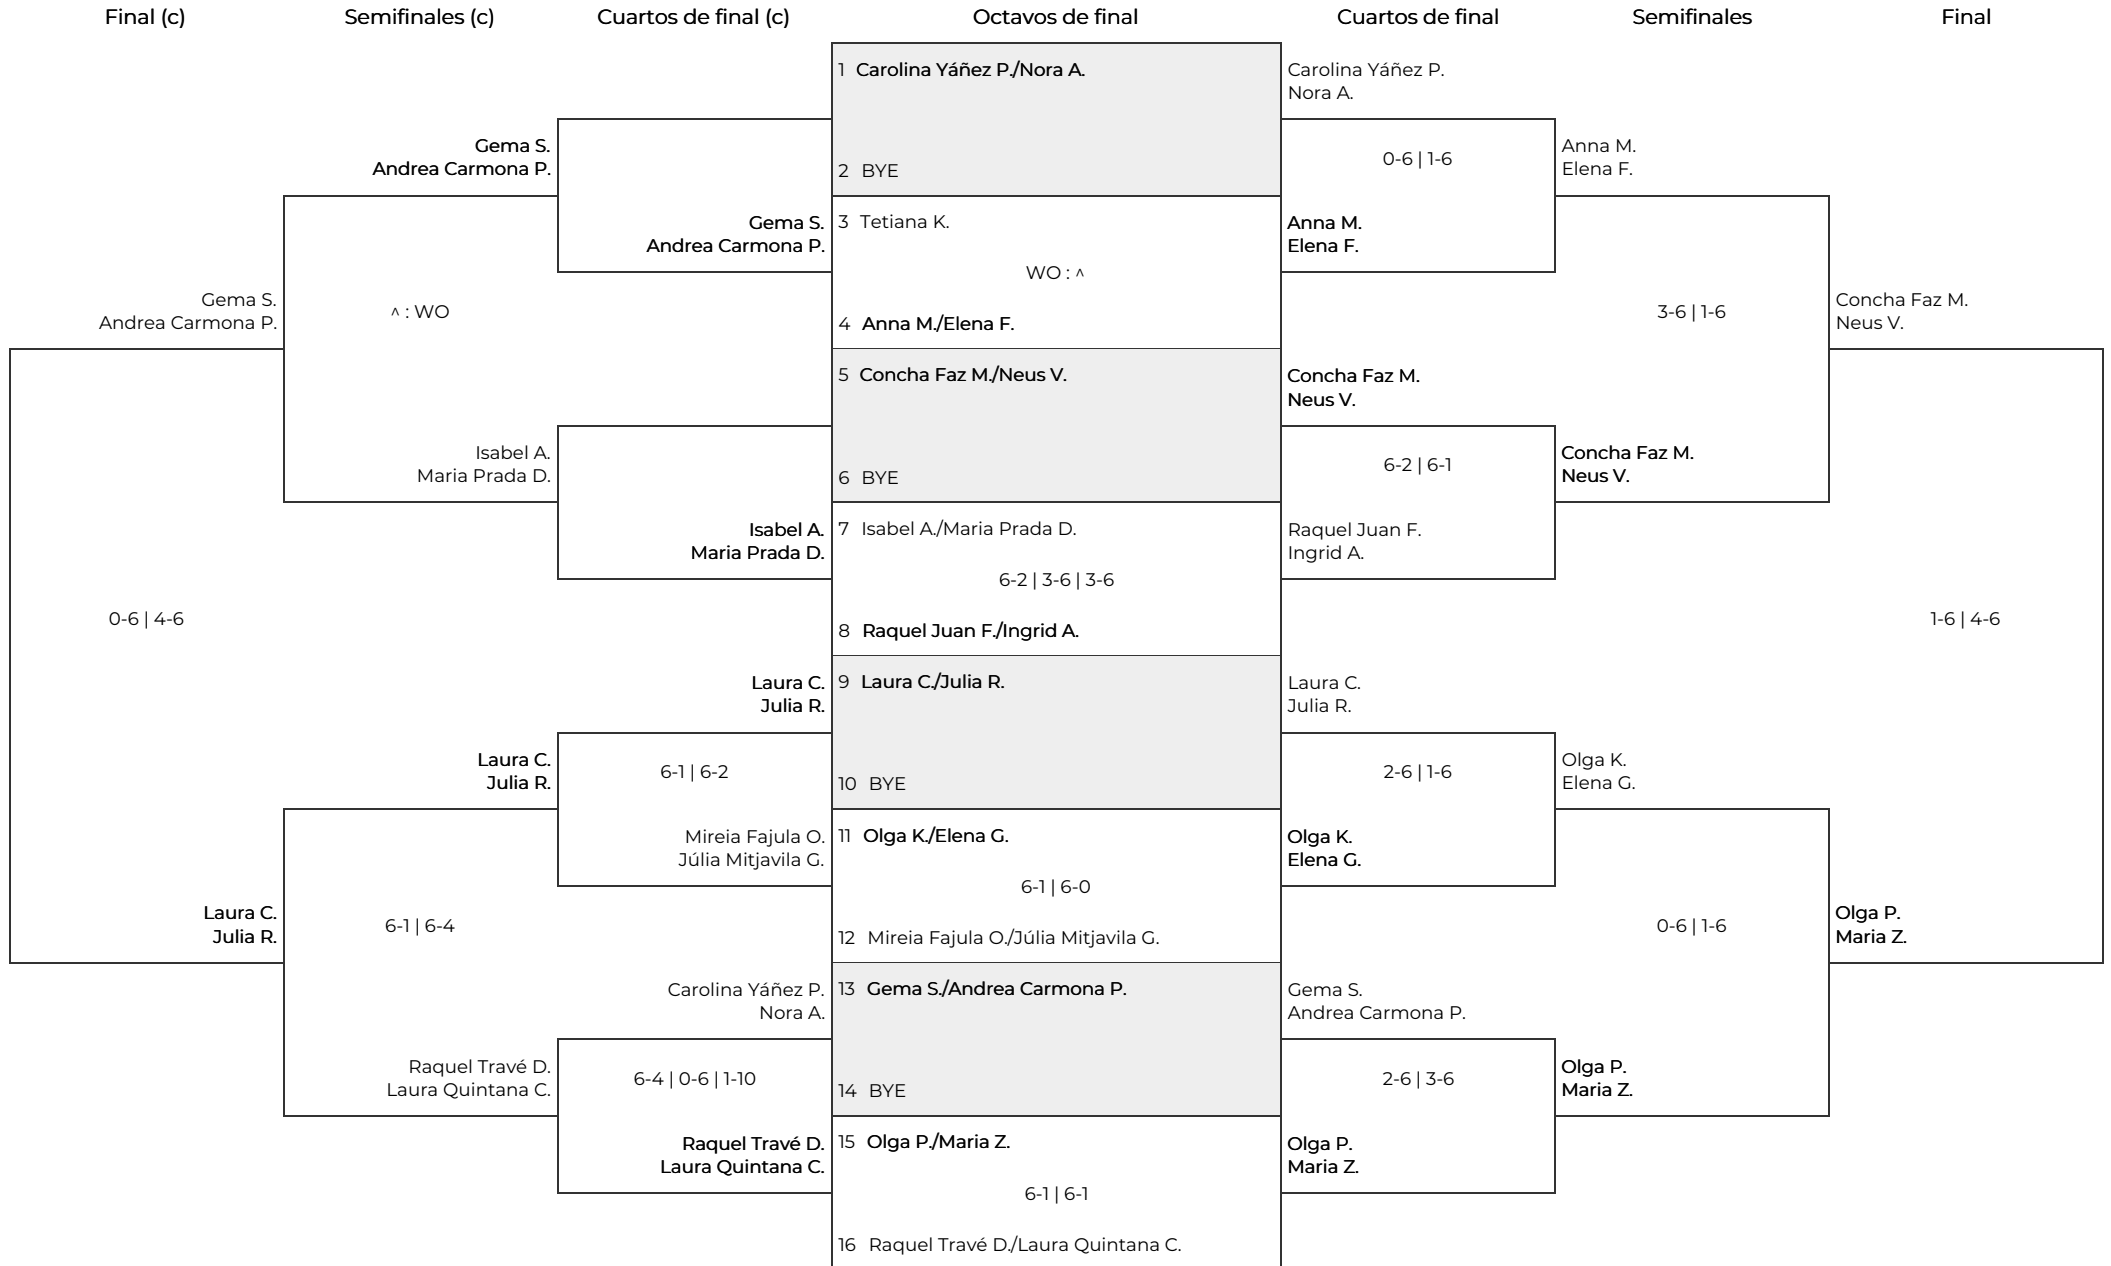 Final (c)
Semifinales (c)
Cuartos de final (c)
Octavos de final
Cuartos de final
Semifinales
Final
Gema S.
Andrea Carmona P.
0-6 | 4-6
Laura C.
Julia R.
Gema S.
Andrea Carmona P.
^ : WO
Isabel A.
Maria Prada D.
Laura C.
Julia R.
6-1 | 6-4
Raquel Travé D.
Laura Quintana C.
Gema S.
Andrea Carmona P.
Isabel A.
Maria Prada D.
Laura C.
Julia R.
6-1 | 6-2
Mireia Fajula O.
Júlia Mitjavila G.
Carolina Yáñez P.
Nora A.
6-4 | 0-6 | 1-10
Raquel Travé D.
Laura Quintana C.
1 Carolina Yáñez P./Nora A.
2 BYE
3 Tetiana K.
WO : ^
4 Anna M./Elena F.
5 Concha Faz M./Neus V.
6 BYE
7 Isabel A./Maria Prada D.
6-2 | 3-6 | 3-6
8 Raquel Juan F./Ingrid A.
9 Laura C./Julia R.
10 BYE
11 Olga K./Elena G.
6-1 | 6-0
12 Mireia Fajula O./Júlia Mitjavila G.
13 Gema S./Andrea Carmona P.
14 BYE
15 Olga P./Maria Z.
6-1 | 6-1
16 Raquel Travé D./Laura Quintana C.
Carolina Yáñez P.
Nora A.
0-6 | 1-6
Anna M.
Elena F.
Concha Faz M.
Neus V.
6-2 | 6-1
Raquel Juan F.
Ingrid A.
Laura C.
Julia R.
2-6 | 1-6
Olga K.
Elena G.
Gema S.
Andrea Carmona P.
2-6 | 3-6
Olga P.
Maria Z.
Anna M.
Elena F.
3-6 | 1-6
Concha Faz M.
Neus V.
Olga K.
Elena G.
0-6 | 1-6
Olga P.
Maria Z.
Concha Faz M.
Neus V.
1-6 | 4-6
Olga P.
Maria Z.